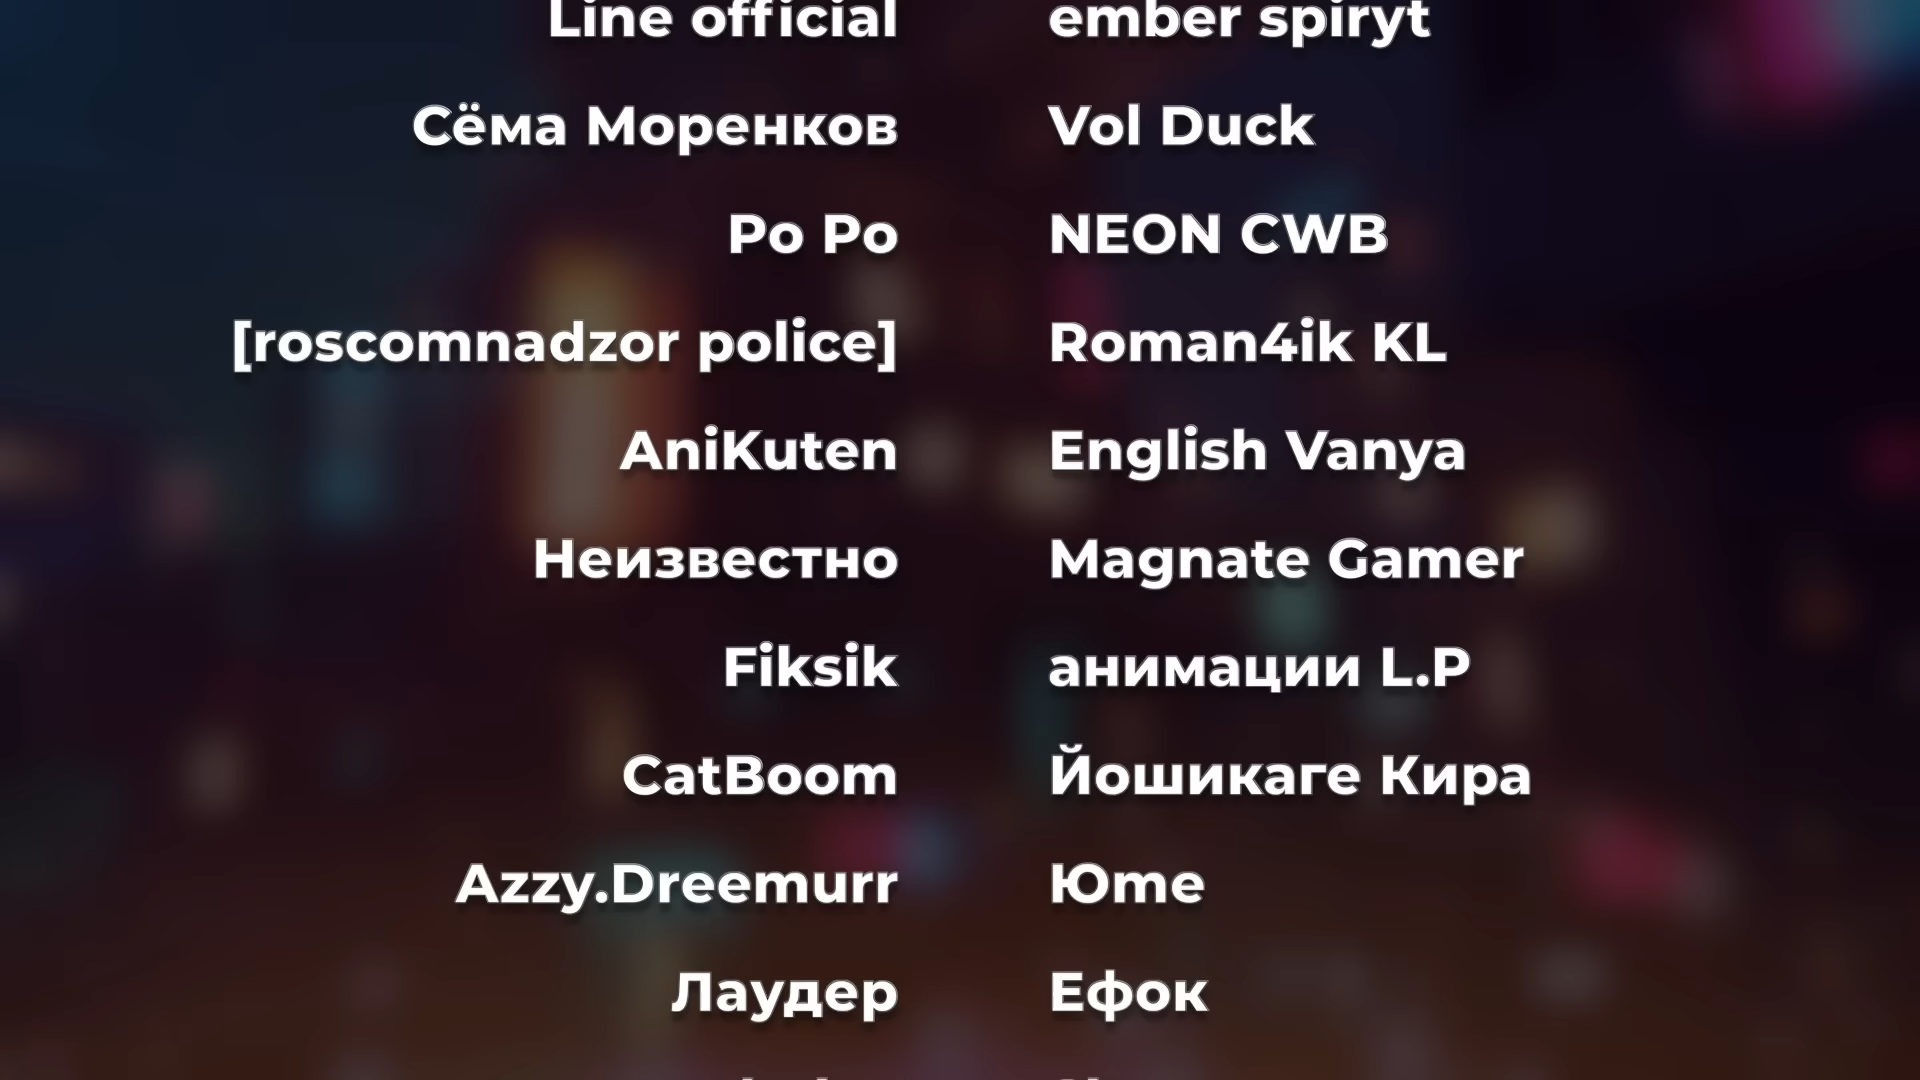 Line official ember spiryt
Сёма Моренков Vol Duck
Po Po NEON CWB
[roscomnadzor police] Roman4ik KL
AniKuten English Vanya
Неизвестно Magnate Gamer
Fiksik анимации L.P
CatBoom Йошикаге Кира
Azzy.Dreemurr Юme
Лаудер Ефок